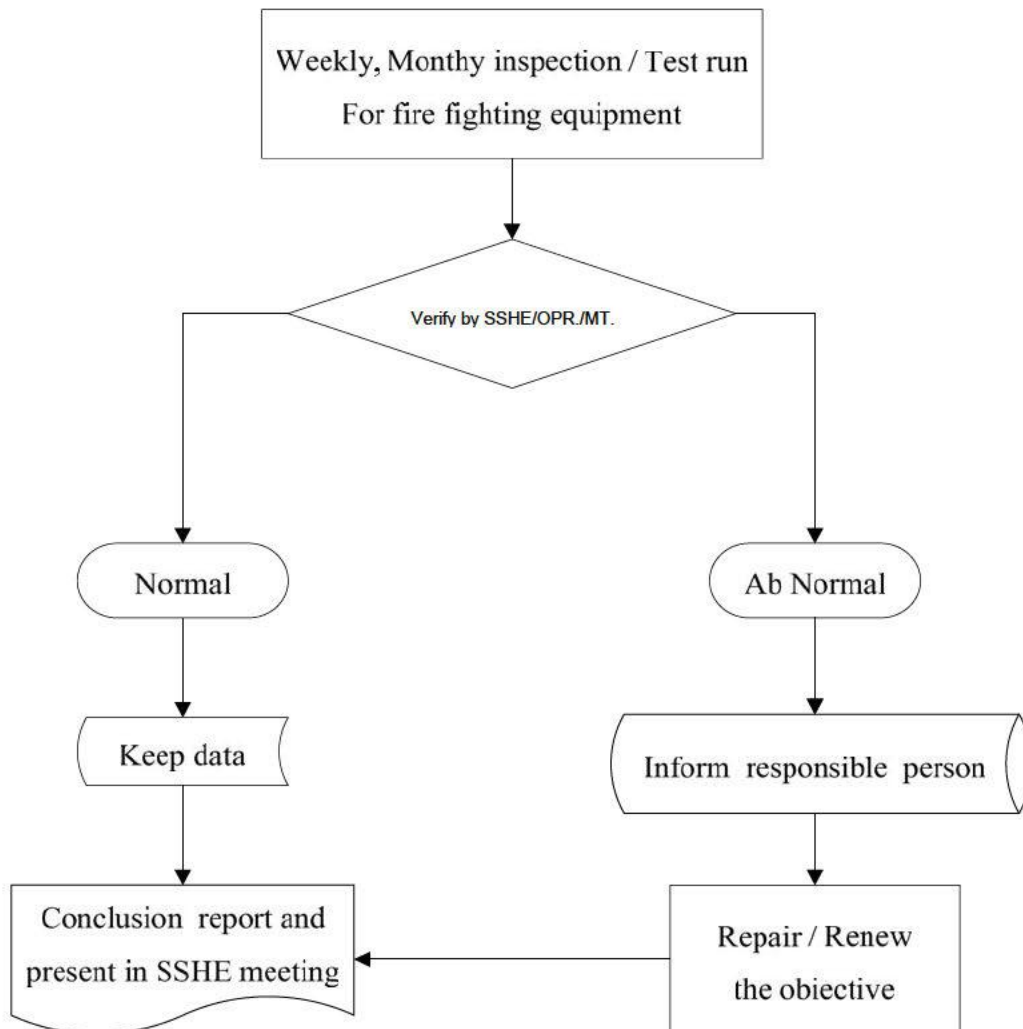 Weekly, Monthy inspection / Test run
For fire fighting equipment
Verify by SSHE/OPR./MT.
Normal
Ab Normal
Keep data
Inform responsible person
Conclusion report and
present in SSHE meeting
Repair / Renew
the obiective